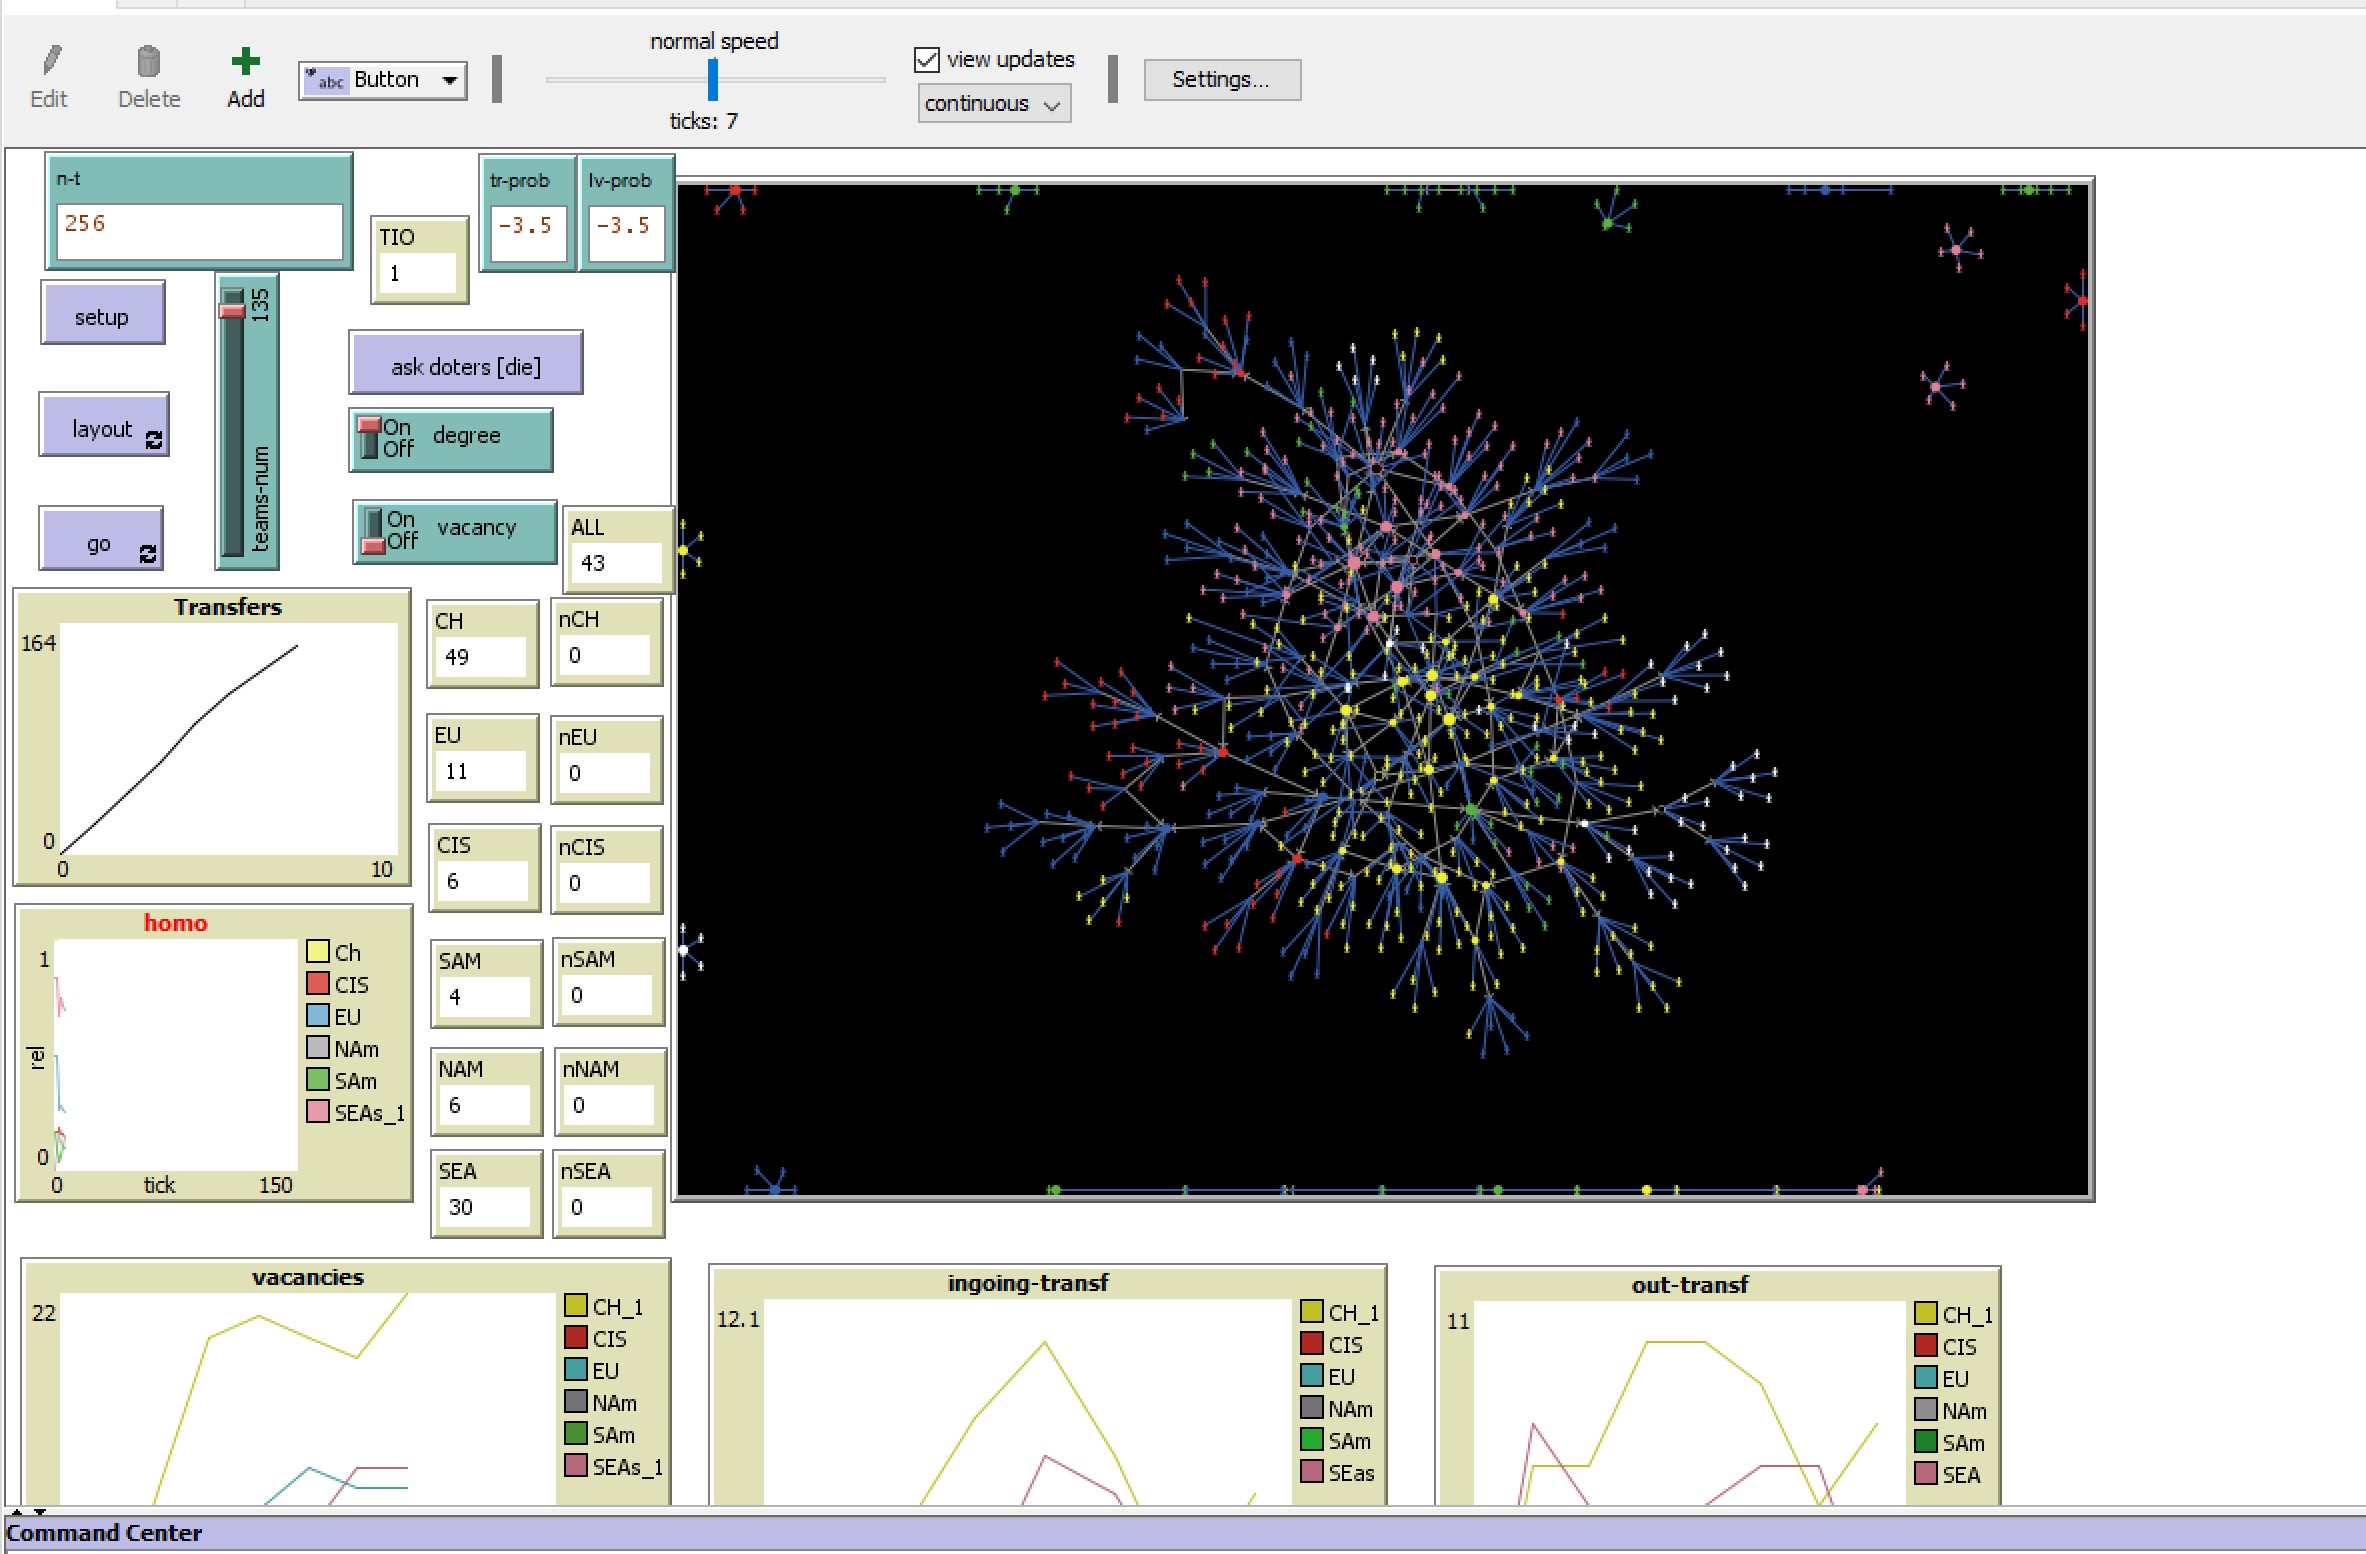 normal speed
view updates
Edit
Delete
Add
abc Button
continuous
Settings...
ticks: 7
n-t
256
TIO
1
tr-prob
-3.5
lv-prob
-3.5
setup
135
teams-num
ask doters [die]
layout
On
Off
degree
go
On
Off
vacancy
ALL
43
Transfers
164
0
0
10
CH
49
nCH
0
EU
11
nEU
0
CIS
6
nCIS
0
homo
1
rel
0
0
tick
150
Ch
CIS
EU
NAm
SAm
SEAs_1
SAM
4
nSAM
0
NAM
6
nNAM
0
SEA
30
nSEA
0
vacancies
22
CH_1
CIS
EU
NAm
SAm
SEAs_1
ingoing-transf
12.1
CH_1
CIS
EU
NAm
SAm
SEas
out-transf
11
CH_1
CIS
EU
NAm
SAm
SEA
Command Center